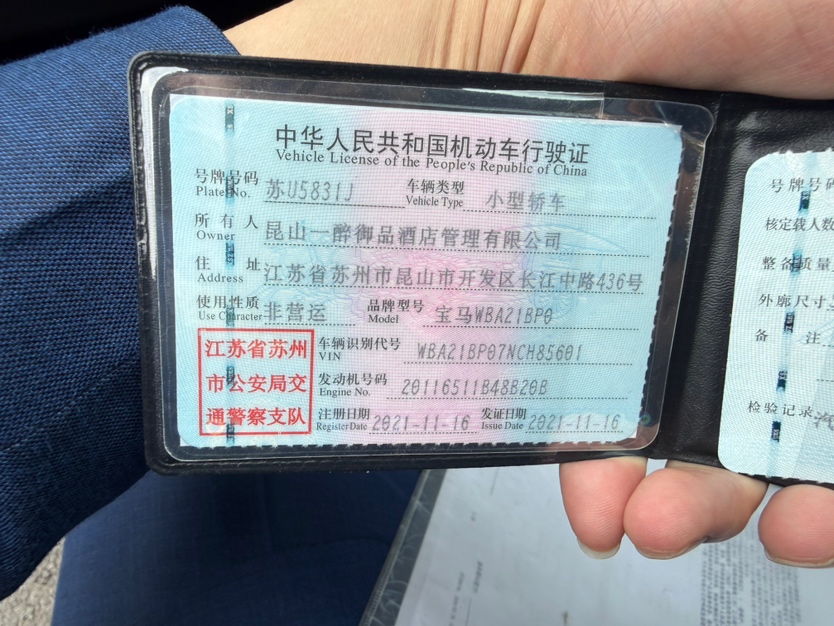 中华人民共和国机动车行驶证
Vehicle License of the People's Republic of China
号牌号码 苏U5831J 车辆类型 小型轿车
Plate No. Vehicle Type
所有人 昆山一醉御品酒店管理有限公司
Owner
住址 江苏省苏州市昆山市开发区长江中路436号
Address
使用性质 非营运 品牌型号 宝马WBA21BP0
Use Character Model
江苏省苏州
市公安局交
通警察支队
车辆识别代号 WBA21BP07NCH85601
VIN
发动机号码 20116511B48B20B
Engine No.
注册日期 2021-11-16 发证日期 2021-11-16
Register Date Issue Date
号牌号码
核定载人数
整备质量
外廓尺寸
备注
检验记录